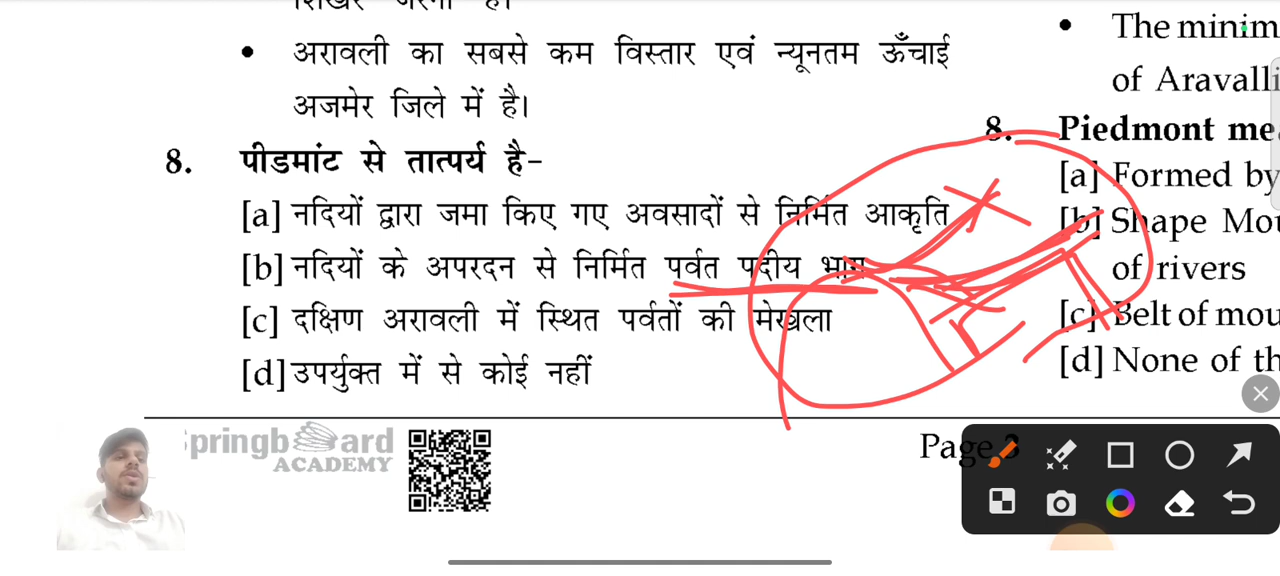 • अरावली का सबसे कम विस्तार एवं न्यूनतम ऊँचाई
अजमेर जिले में है।
8. पीडमांट से तात्पर्य है-
[a] नदियों द्वारा जमा किए गए अवसादों से निर्मित आकृति
[b] नदियों के अपरदन से निर्मित पर्वत पदीय भाग
[c] दक्षिण अरावली में स्थित पर्वतों की मेखला
[d] उपर्युक्त में से कोई नहीं
• The minim
of Aravalli
8. Piedmont me
[a] Formed by
[b] Shape Mou
of rivers
[c] Belt of mou
[d] None of th
Springboard
ACADEMY
Page 3